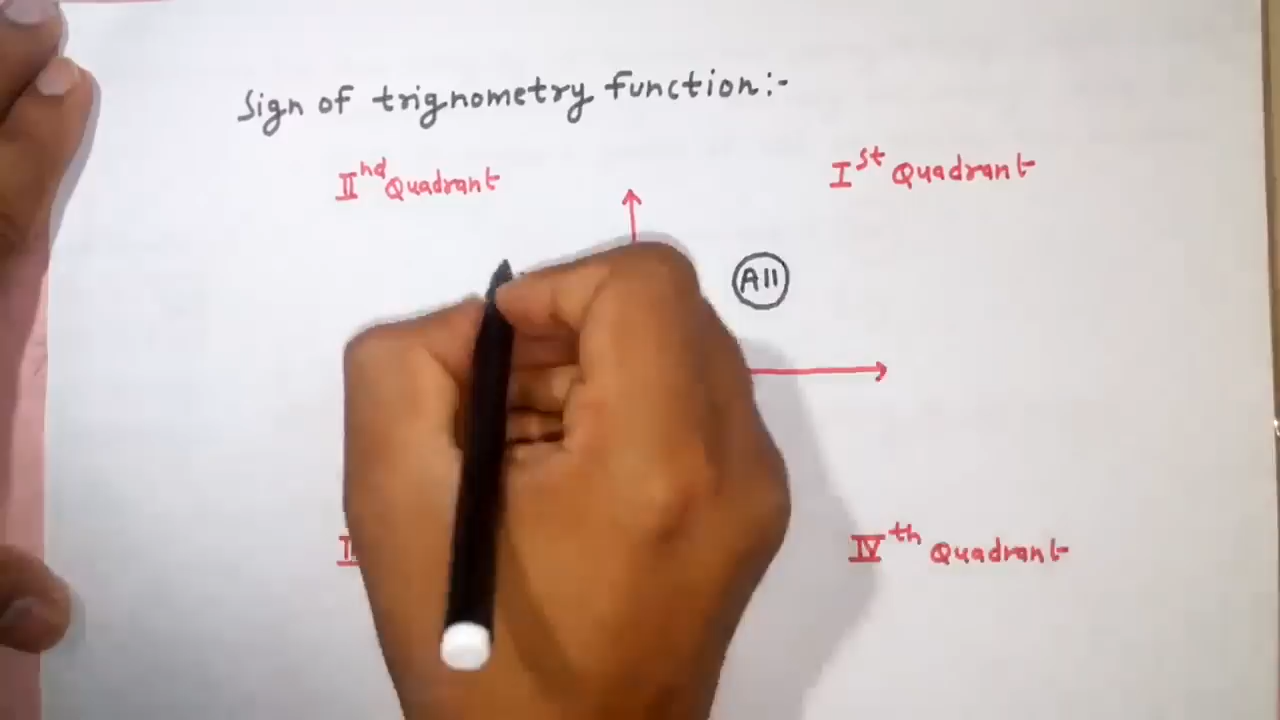 Sign of trignometry function:-
IInd Quadrant
Ist Quadrant
All
IVth Quadrant